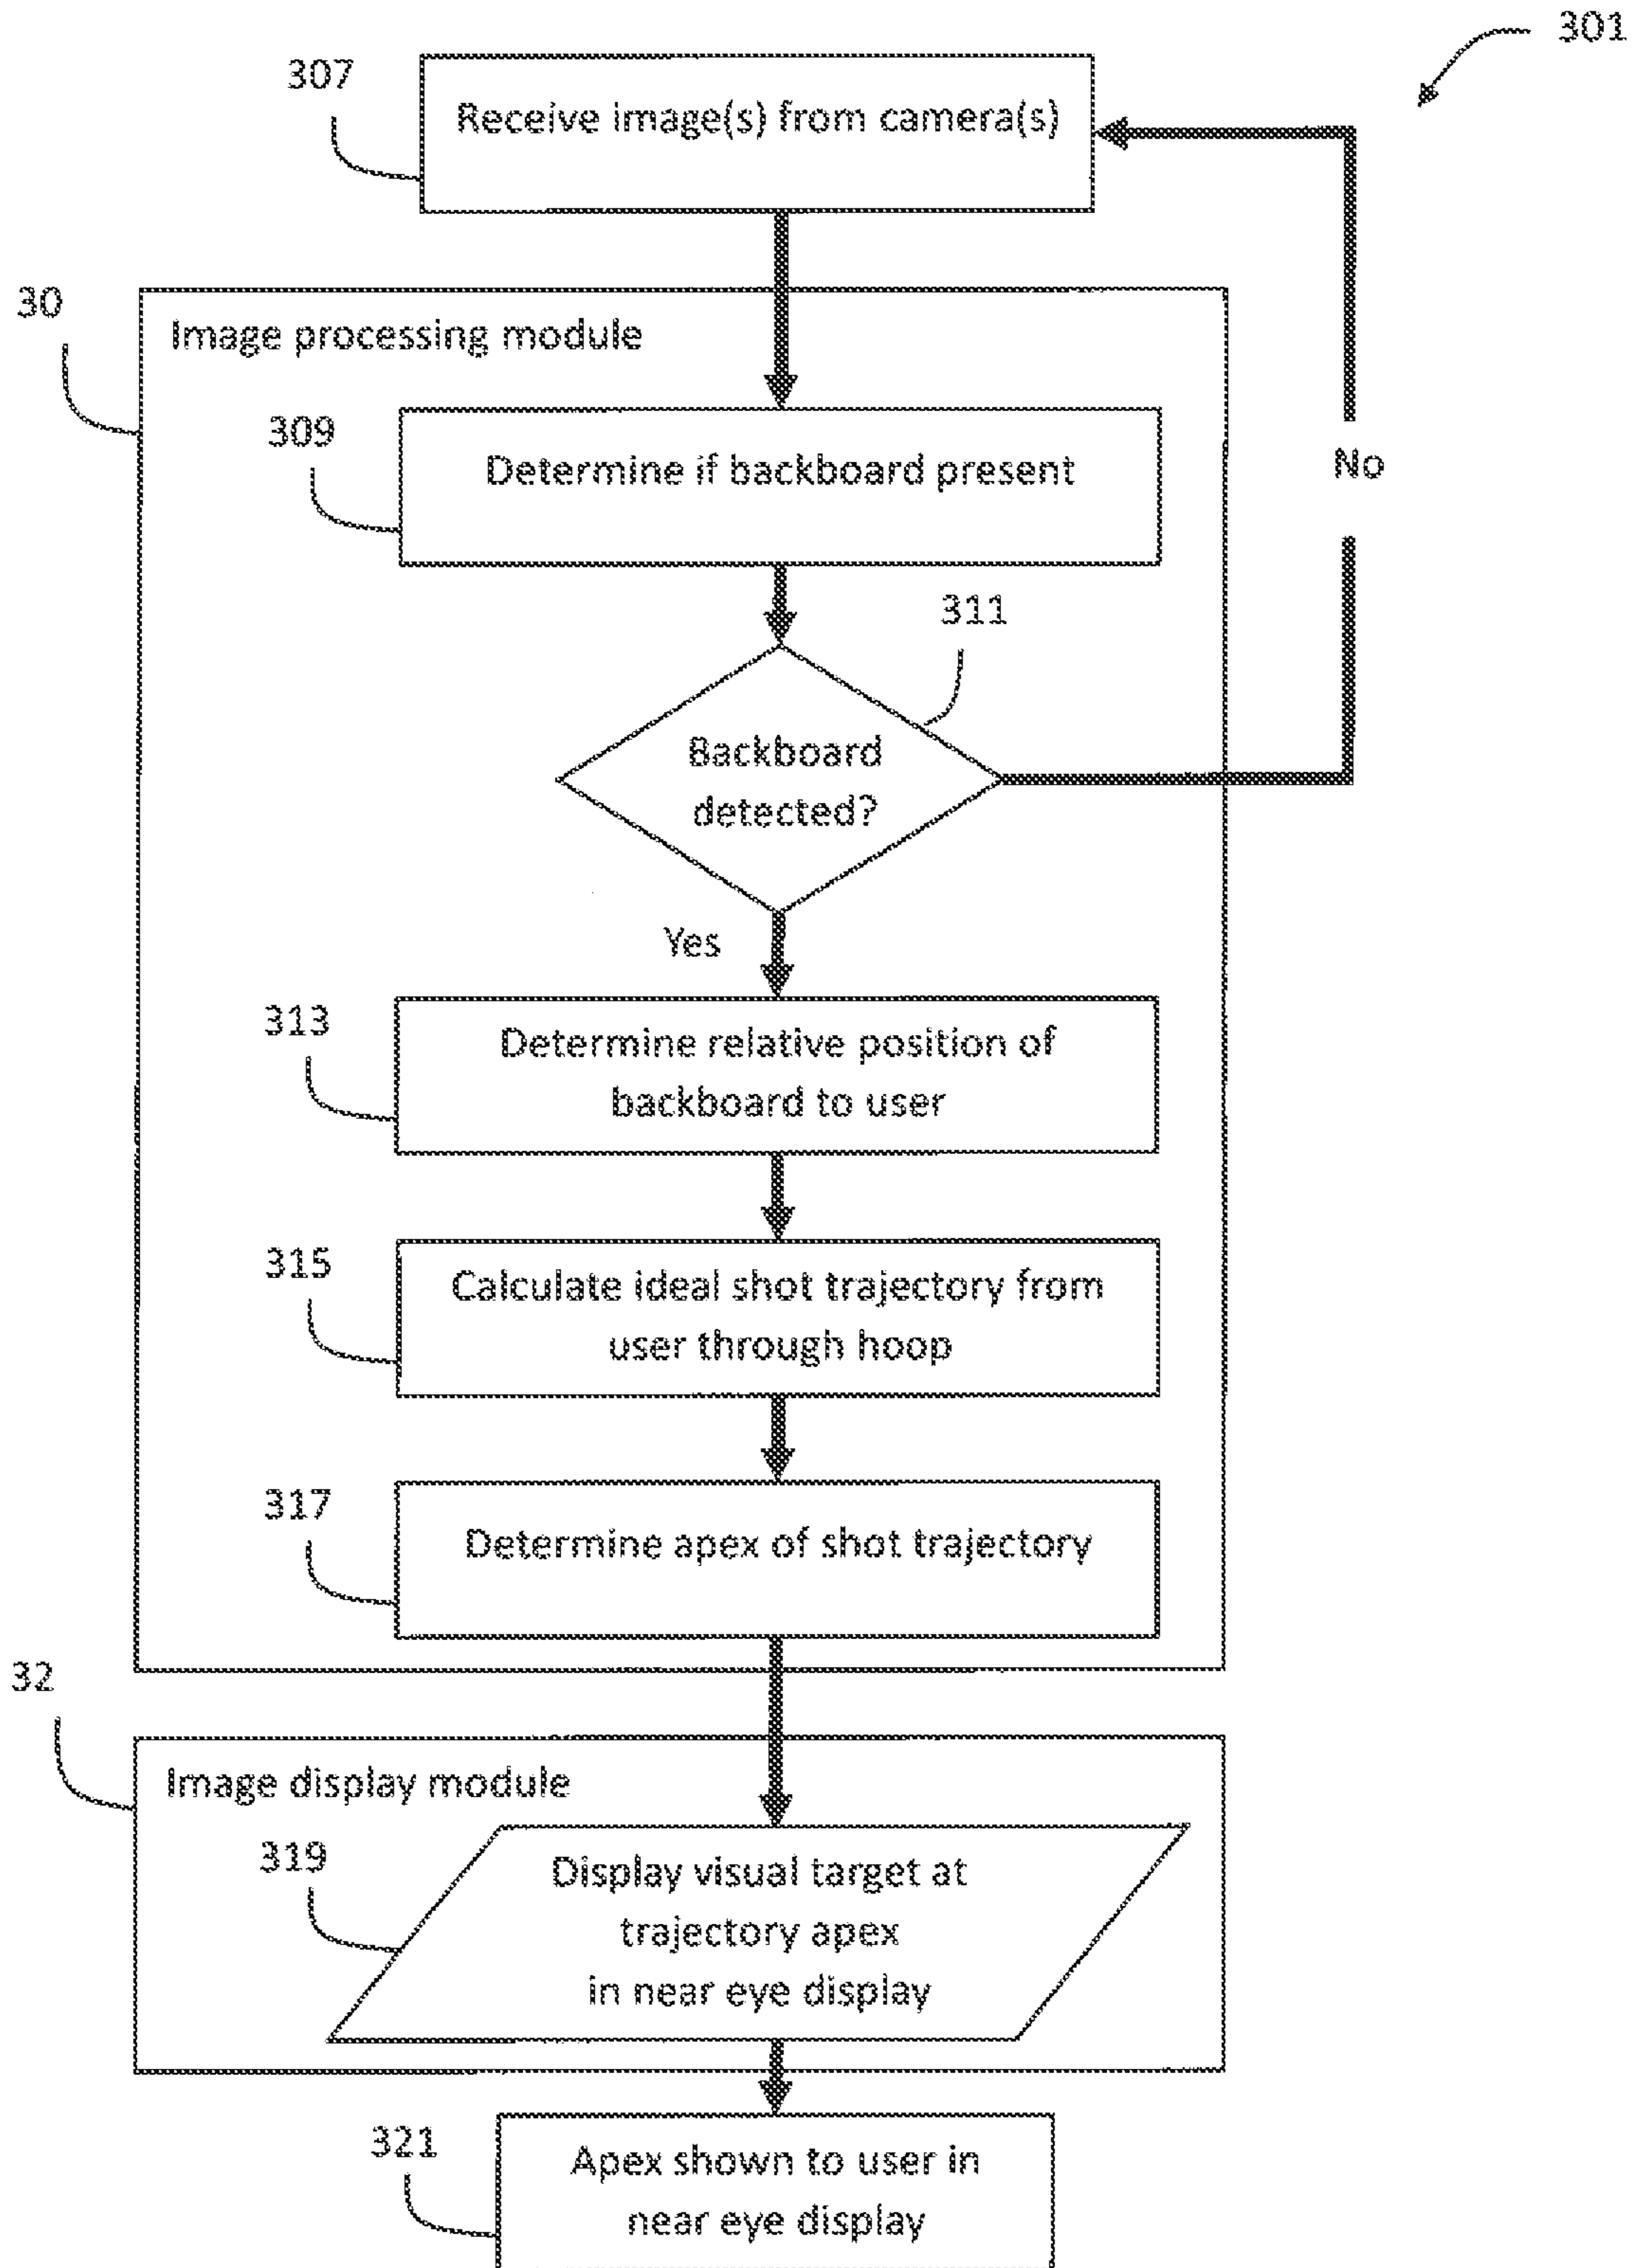 301
307
Receive image(s) from camera(s)
30
Image processing module
309
Determine if backboard present
No
311
Backboard
detected?
Yes
313
Determine relative position of
backboard to user
315
Calculate ideal shot trajectory from
user through hoop
317
Determine apex of shot trajectory
32
Image display module
319
Display visual target at
trajectory apex
in near eye display
321
Apex shown to user in
near eye display